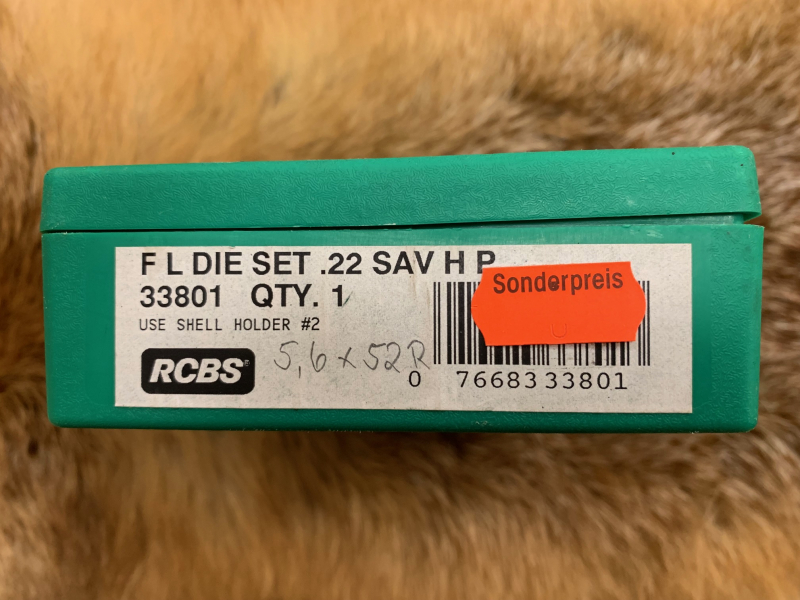 F L DIE SET .22 SAV H P
33801 QTY. 1
USE SHELL HOLDER #2
Sonderpreis
RCBS®
5,6 x 52R
0 76683 33801